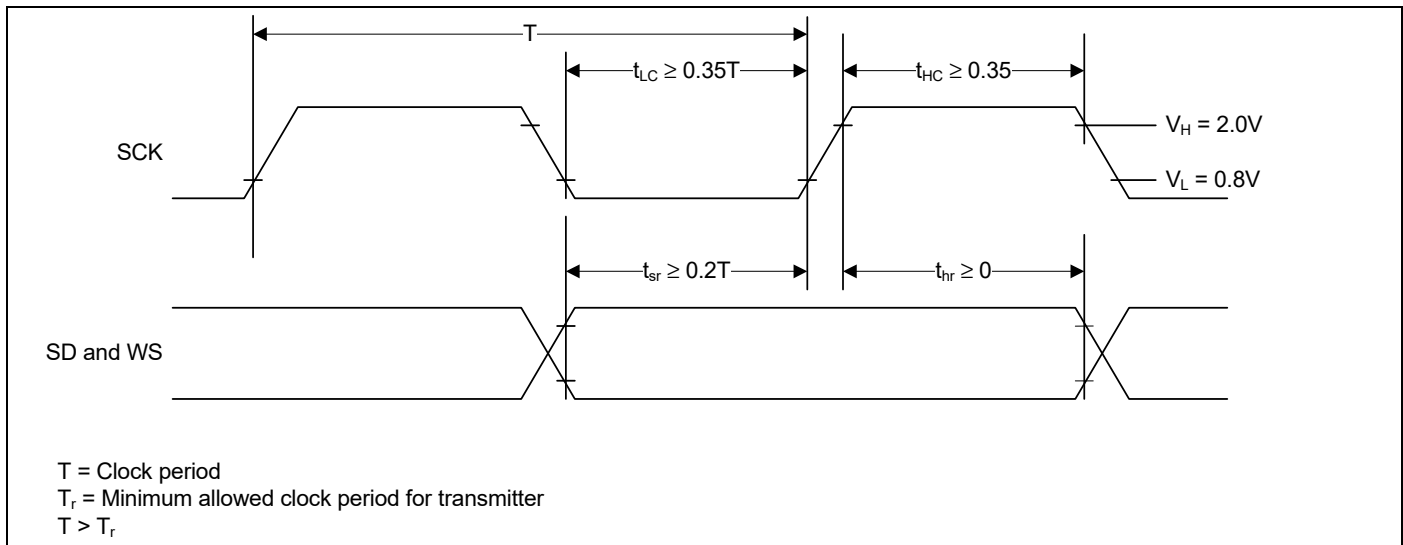 T
t_LC ≥ 0.35T
t_HC ≥ 0.35
SCK
V_H = 2.0V
V_L = 0.8V
t_sr ≥ 0.2T
t_hr ≥ 0
SD and WS
T = Clock period
T_r = Minimum allowed clock period for transmitter
T > T_r